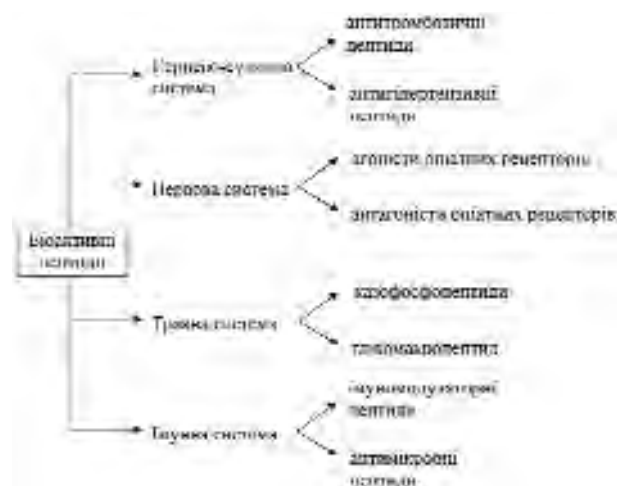 антитромботичні
пептиди
Серцево-судинна
система
антигіпертензивні
пептиди
агоністи опіатних рецепторів
Нервова система
антагоністи опіатних рецепторів
Біоактивні
пептиди
казофосфопептиди
Травна система
глікомакропептид
імуномодуляторні
пептиди
Імунна система
антимікробні
пептиди